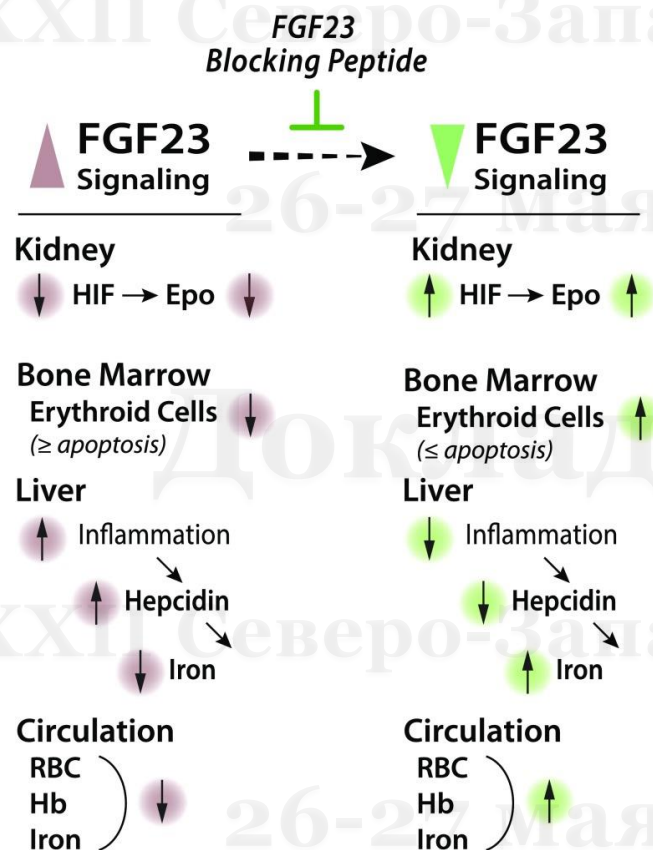 XXII Северо-Запа
FGF23
Blocking Peptide
FGF23
Signaling
FGF23
Signaling
26-27 мая
Kidney
HIF → Epo
Kidney
HIF → Epo
Bone Marrow
Erythroid Cells
(≥ apoptosis)
Bone Marrow
Erythroid Cells
(≤ apoptosis)
Доклад
Liver
Inflammation
Hepcidin
Iron
Liver
Inflammation
Hepcidin
Iron
XXII Северо-Запа
Circulation
RBC
Hb
Iron
Circulation
RBC
Hb
Iron
26-27 мая